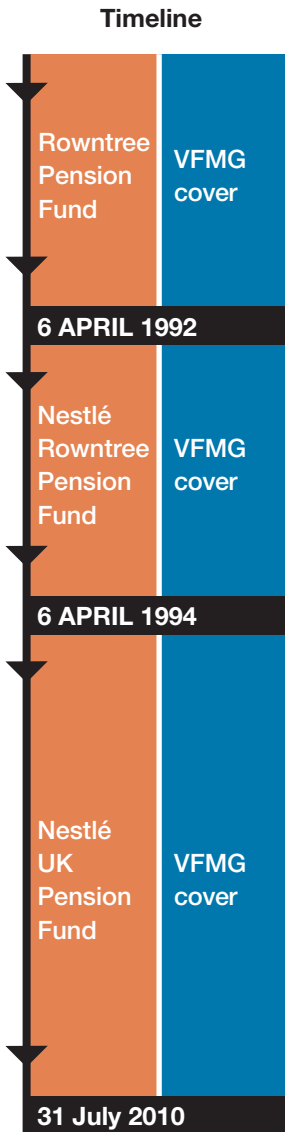 Timeline
Rowntree
Pension
Fund
VFMG
cover
6 APRIL 1992
Nestlé
Rowntree
Pension
Fund
VFMG
cover
6 APRIL 1994
Nestlé
UK
Pension
Fund
VFMG
cover
31 July 2010